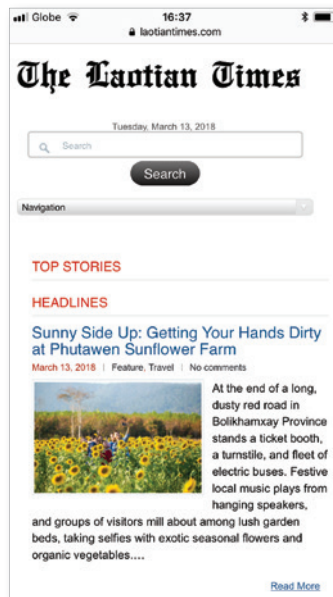 Globe 16:37
laotiantimes.com
The Laotian Times
Tuesday, March 13, 2018
Search
Search
Navigation
TOP STORIES
HEADLINES
Sunny Side Up: Getting Your Hands Dirty
at Phutawen Sunflower Farm
March 13, 2018 | Feature, Travel | No comments
At the end of a long,
dusty red road in
Bolikhamxay Province
stands a ticket booth,
a turnstile, and fleet of
electric buses. Festive
local music plays from
hanging speakers,
and groups of visitors mill about among lush garden
beds, taking selfies with exotic seasonal flowers and
organic vegetables....
Read More